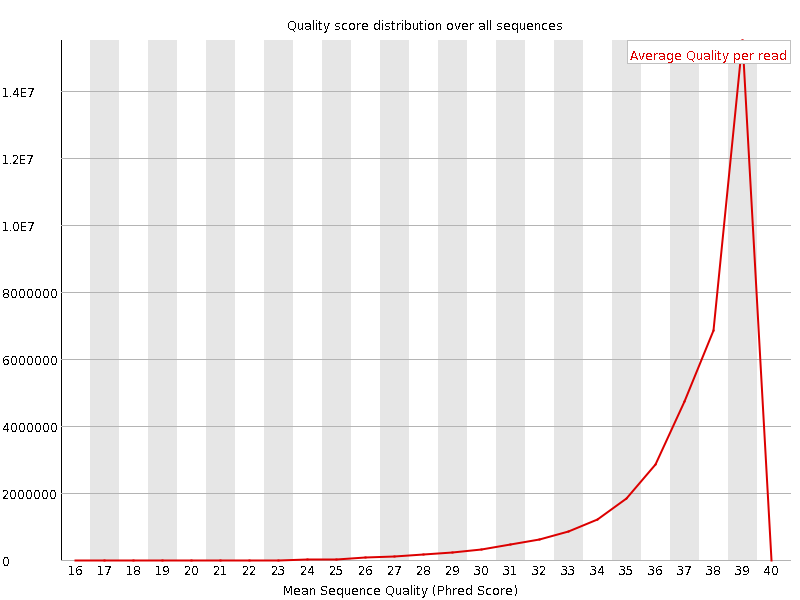 Quality score distribution over all sequences
Average Quality per read
1.4E7
1.2E7
1.0E7
8000000
6000000
4000000
2000000
0
16 17 18 19 20 21 22 23 24 25 26 27 28 29 30 31 32 33 34 35 36 37 38 39 40
Mean Sequence Quality (Phred Score)